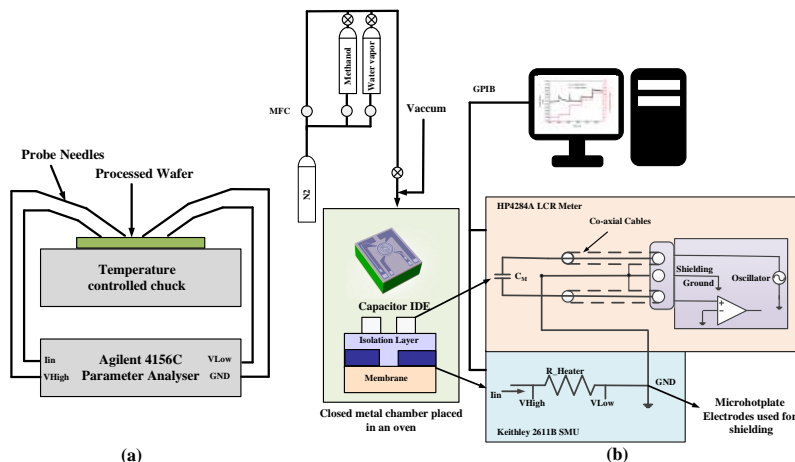 Probe Needles
Processed Wafer
Temperature
controlled chuck
Agilent 4156C
Parameter Analyser
Iin
VHigh
VLow
GND
(a)
Methanol
Water vapor
MFC
N2
Vaccum
GPIB
Capacitor IDE
Isolation Layer
Membrane
Closed metal chamber placed
in an oven
HP4284A LCR Meter
Co-axial Cables
CM
Shielding
Ground
Oscillator
R_Heater
Iin
VHigh
VLow
GND
Keithley 2611B SMU
Microhotplate
Electrodes used for
shielding
(b)